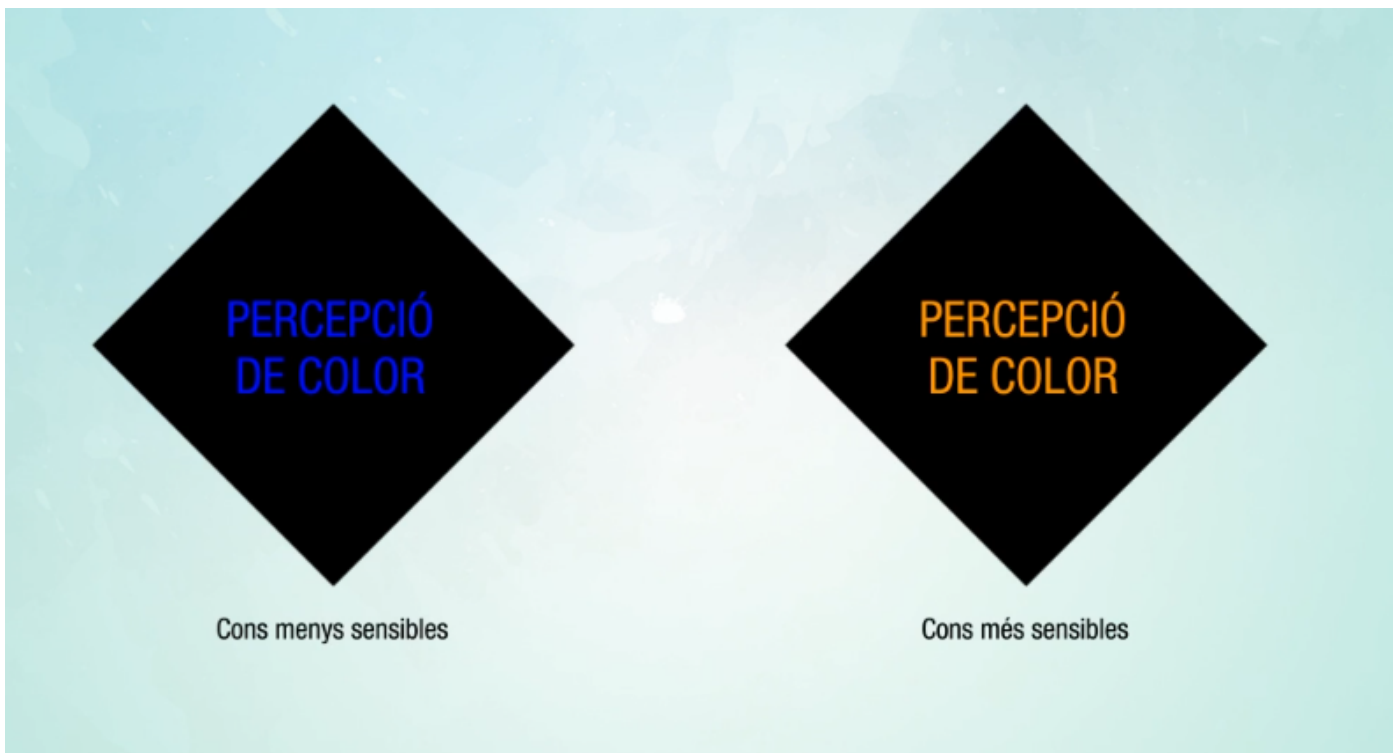 PERCEPCIÓ
DE COLOR
Cons menys sensibles
PERCEPCIÓ
DE COLOR
Cons més sensibles